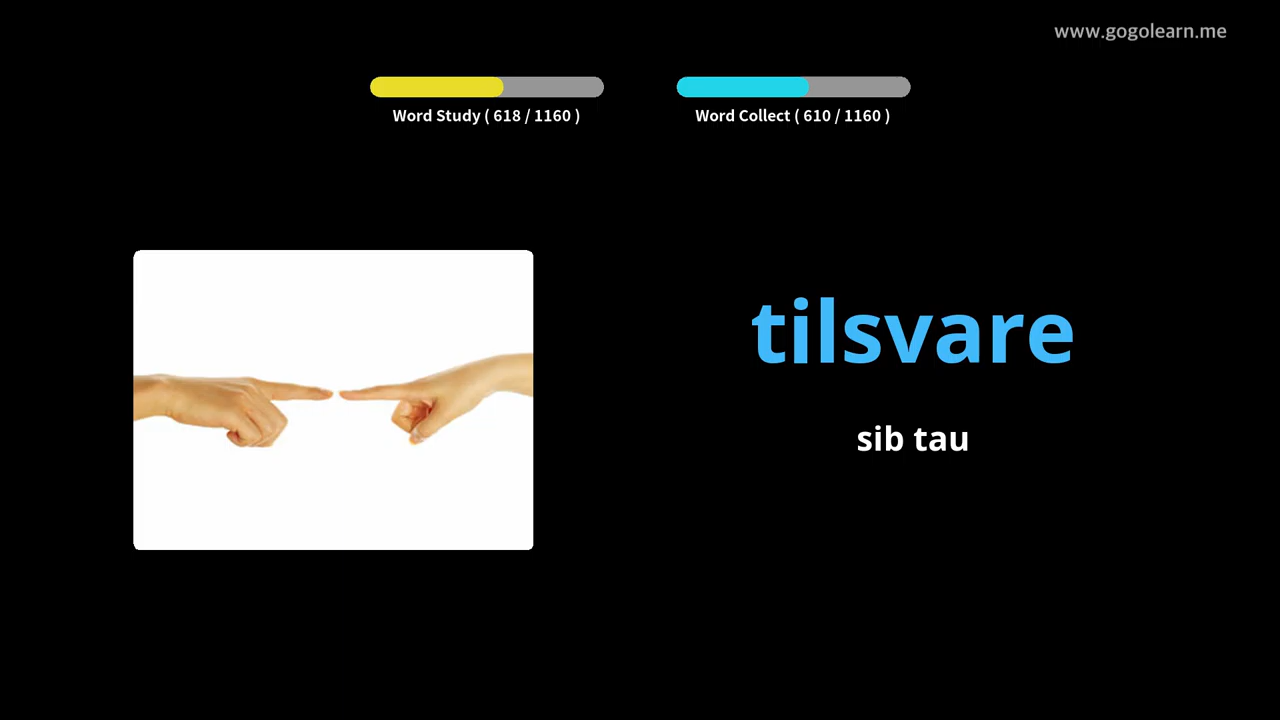 www.gogolearn.me
Word Study ( 618 / 1160 )
Word Collect ( 610 / 1160 )
tilsvare
sib tau